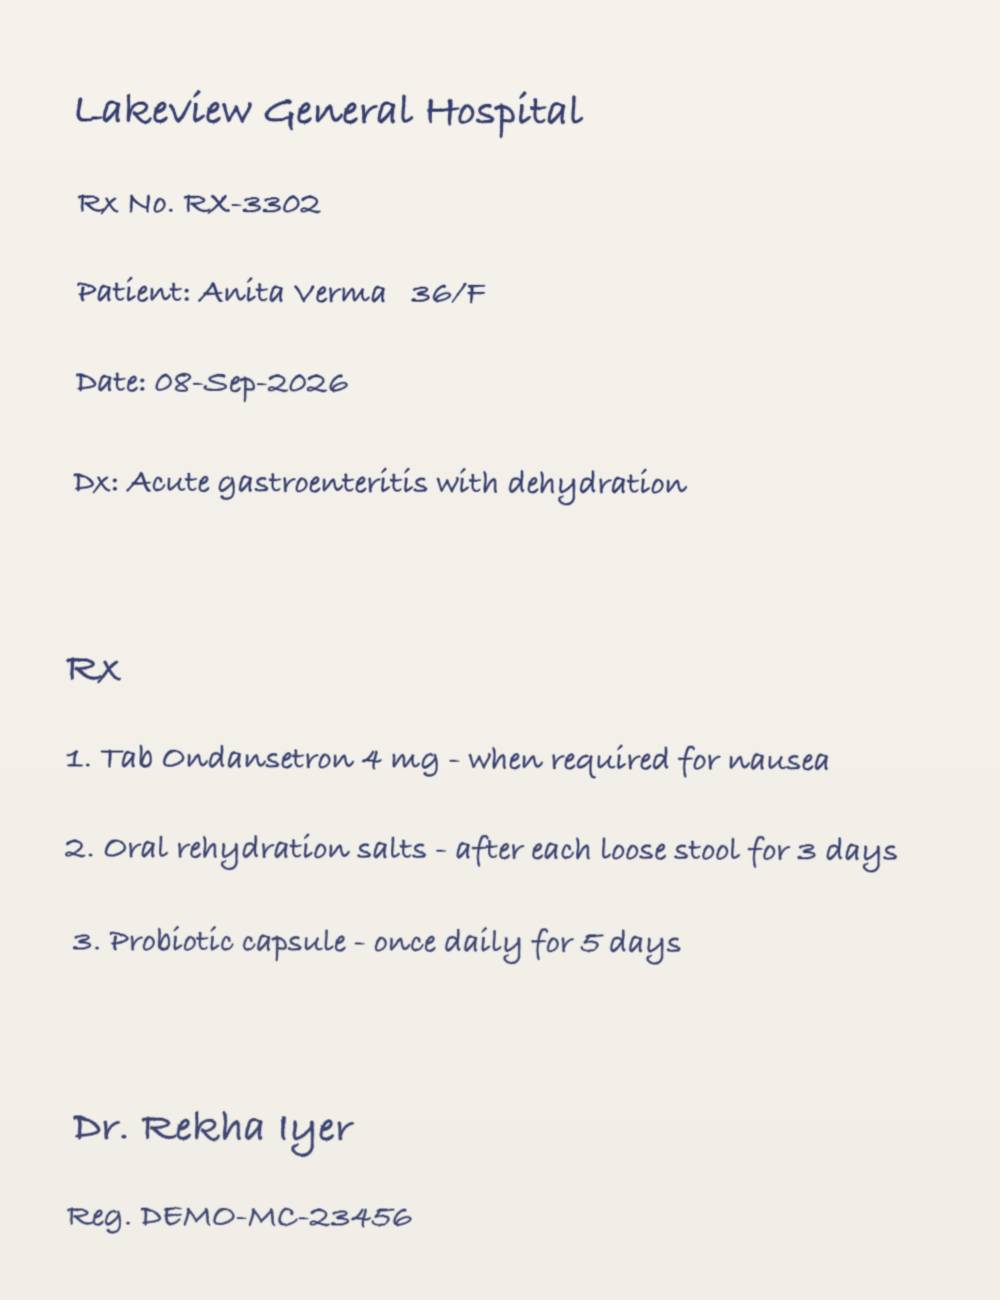 Lakeview General Hospital
Rx No. RX-3302
Patient: Anita Verma 36/F
Date: 08-Sep-2026
Dx: Acute gastroenteritis with dehydration
Rx
1. Tab Ondansetron 4 mg - when required for nausea
2. Oral rehydration salts - after each loose stool for 3 days
3. Probiotic capsule - once daily for 5 days
Dr. Rekha Iyer
Reg. DEMO-MC-23456